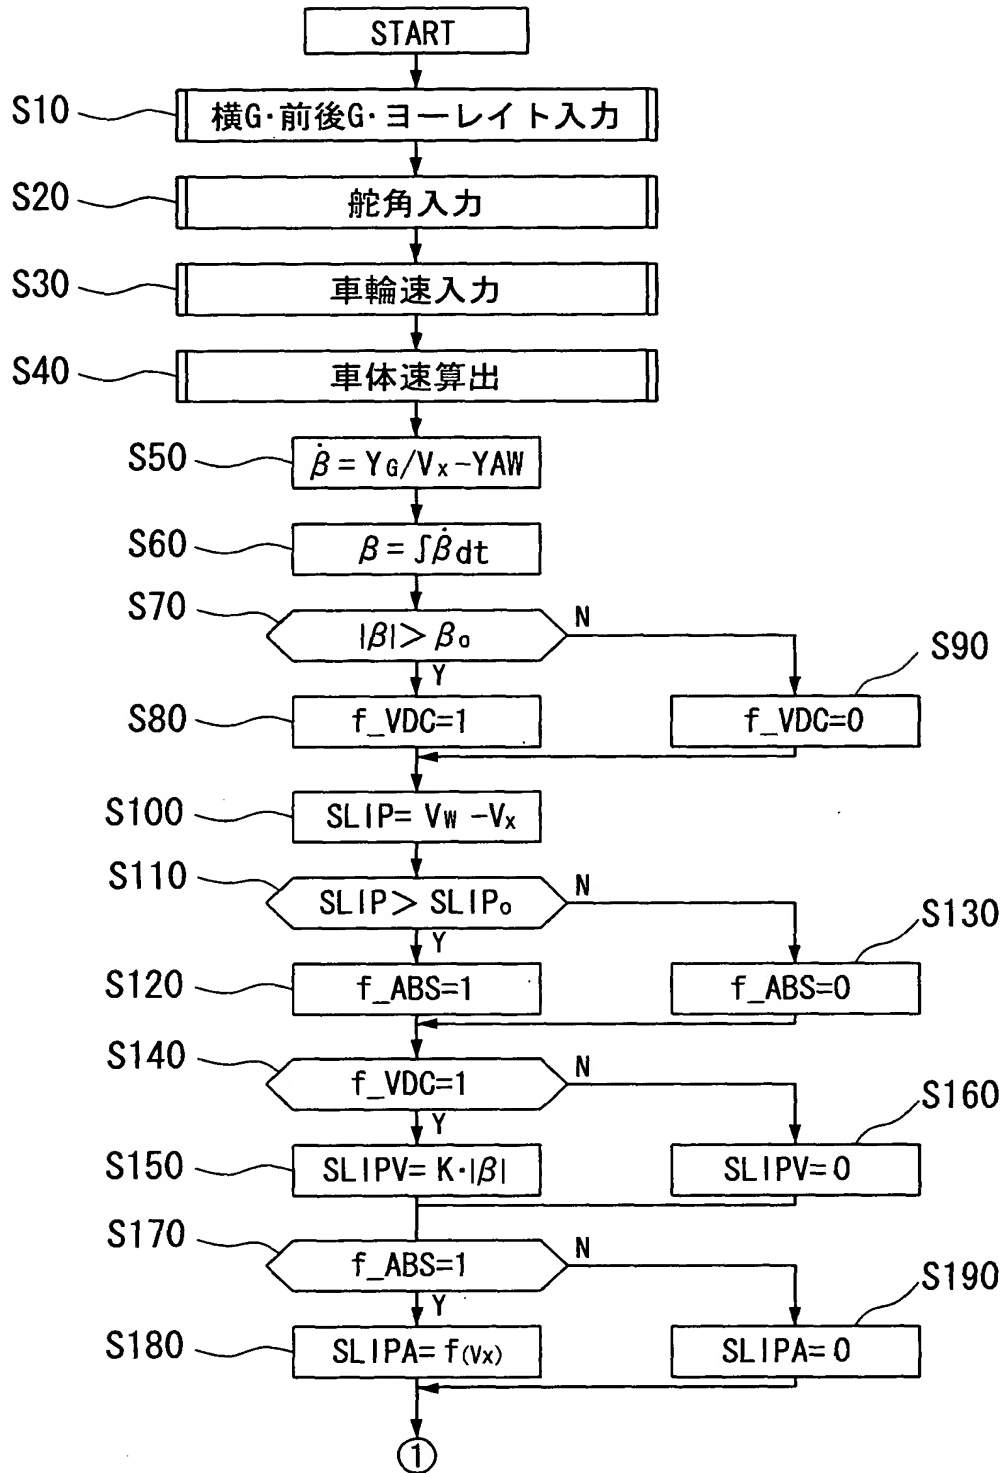 START
S10
横G·前後G·ヨーレイト入力
S20
舵角入力
S30
車輪速入力
S40
車体速算出
S50
β̇ = YG/Vx − YAW
S60
β = ∫β̇dt
S70
|β| > βo
N
Y
S80
f_VDC=1
S90
f_VDC=0
S100
SLIP= VW −Vx
S110
SLIP> SLIPo
N
Y
S120
f_ABS=1
S130
f_ABS=0
S140
f_VDC=1
N
Y
S150
SLIPV= K·|β|
S160
SLIPV= 0
S170
f_ABS=1
N
Y
S180
SLIPA= f(Vx)
S190
SLIPA= 0
①